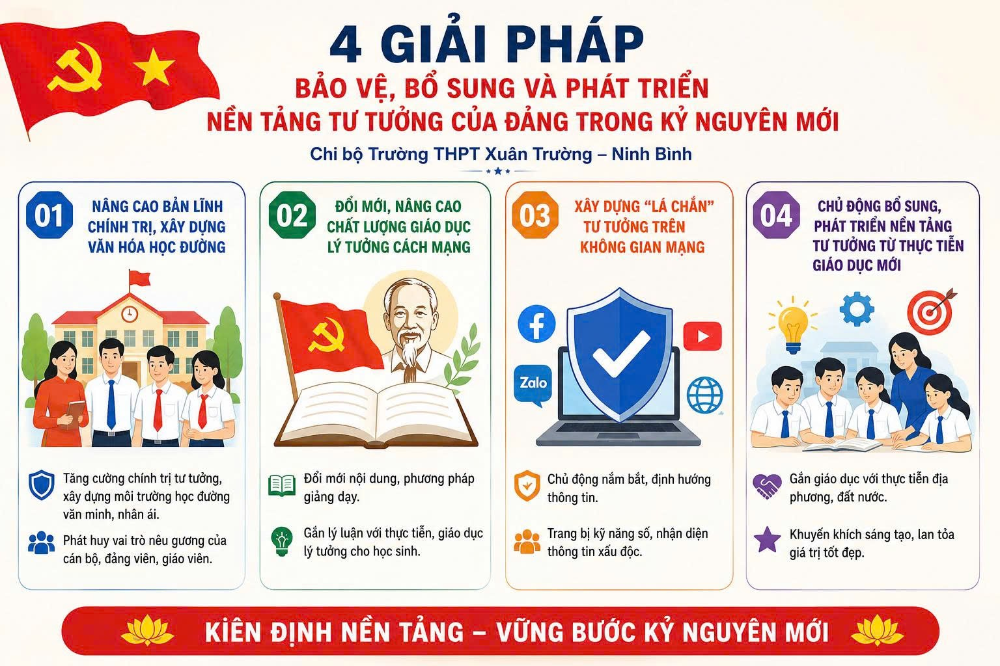 4 GIẢI PHÁP
BẢO VỆ, BỔ SUNG VÀ PHÁT TRIỂN
NỀN TẢNG TƯ TƯỞNG CỦA ĐẢNG TRONG KỶ NGUYÊN MỚI
Chi bộ Trường THPT Xuân Trường – Ninh Bình
01
NÂNG CAO BẢN LĨNH
CHÍNH TRỊ, XÂY DỰNG
VĂN HÓA HỌC ĐƯỜNG
Tăng cường chính trị tư tưởng,
xây dựng môi trường học đường
văn minh, nhân ái.
Phát huy vai trò nêu gương của
cán bộ, đảng viên, giáo viên.
02
ĐỔI MỚI, NÂNG CAO
CHẤT LƯỢNG GIÁO DỤC
LÝ TƯỞNG CÁCH MẠNG
Đổi mới nội dung, phương pháp
giảng dạy.
Gắn lý luận với thực tiễn, giáo dục
lý tưởng cho học sinh.
03
XÂY DỰNG “LÁ CHẮN”
TƯ TƯỞNG TRÊN
KHÔNG GIAN MẠNG
Zalo
Chủ động nắm bắt, định hướng
thông tin.
Trang bị kỹ năng số, nhận diện
thông tin xấu độc.
04
CHỦ ĐỘNG BỔ SUNG,
PHÁT TRIỂN NỀN TẢNG
TƯ TƯỞNG TỪ THỰC TIỄN
GIÁO DỤC MỚI
Gắn giáo dục với thực tiễn địa
phương, đất nước.
Khuyến khích sáng tạo, lan tỏa
giá trị tốt đẹp.
KIÊN ĐỊNH NỀN TẢNG – VỮNG BƯỚC KỶ NGUYÊN MỚI